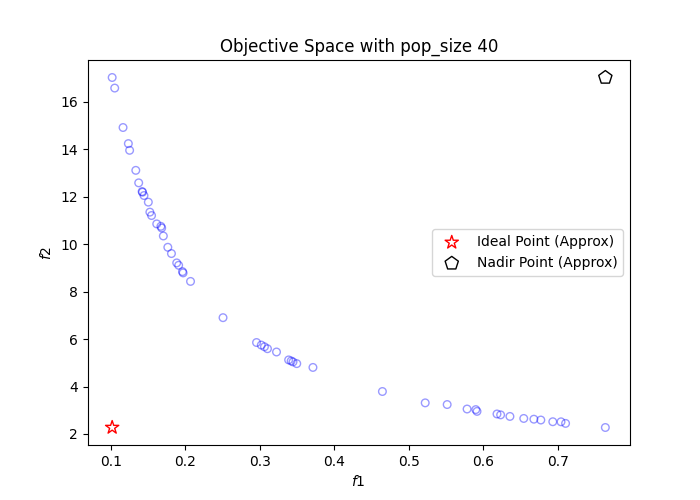 Objective Space with pop_size 40
f2
16
14
12
10
8
6
4
2
Ideal Point (Approx)
Nadir Point (Approx)
0.1 0.2 0.3 0.4 0.5 0.6 0.7
f1